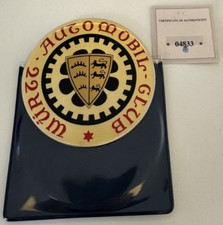 WÜRTT. AUTOMOBIL-CLUB
CERTIFICATE OF AUTHENTICITY
04833